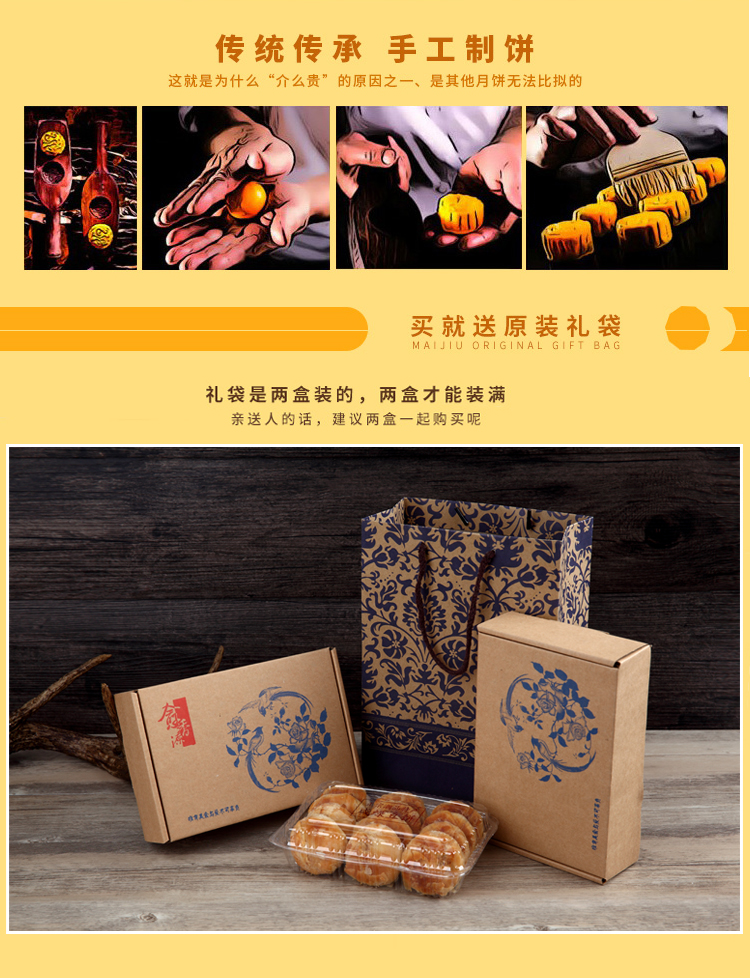 传统传承 手工制饼
这就是为什么“介么贵”的原因之一、是其他月饼无法比拟的
买就送原装礼袋
MAIJIU ORIGINAL GIFT BAG
礼袋是两盒装的，两盒才能装满
亲送人的话，建议两盒一起购买呢